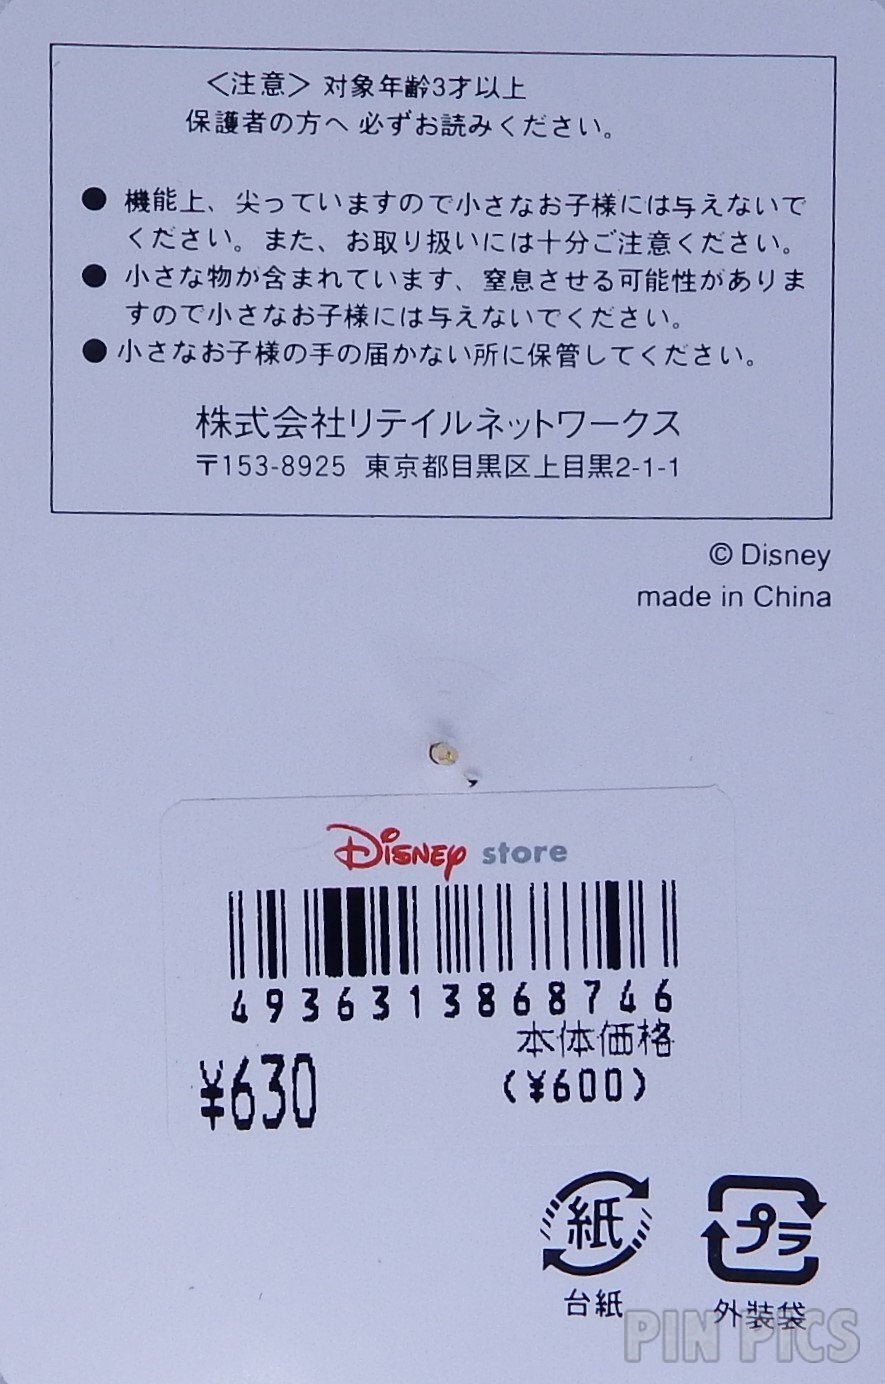 ＜注意＞ 対象年齢3才以上
保護者の方へ 必ずお読みください。
● 機能上、尖っていますので小さなお子様には与えないで
ください。また、お取り扱いには十分ご注意ください。
● 小さな物が含まれています、窒息させる可能性がありま
すので小さなお子様には与えないでください。
● 小さなお子様の手の届かない所に保管してください。
株式会社リテイルネットワークス
〒153-8925 東京都目黒区上目黒2-1-1
© Disney
made in China
Disney store
4936313868746
本体価格
¥630 (¥600)
紙 プラ
台紙 外装袋
PIN PICS